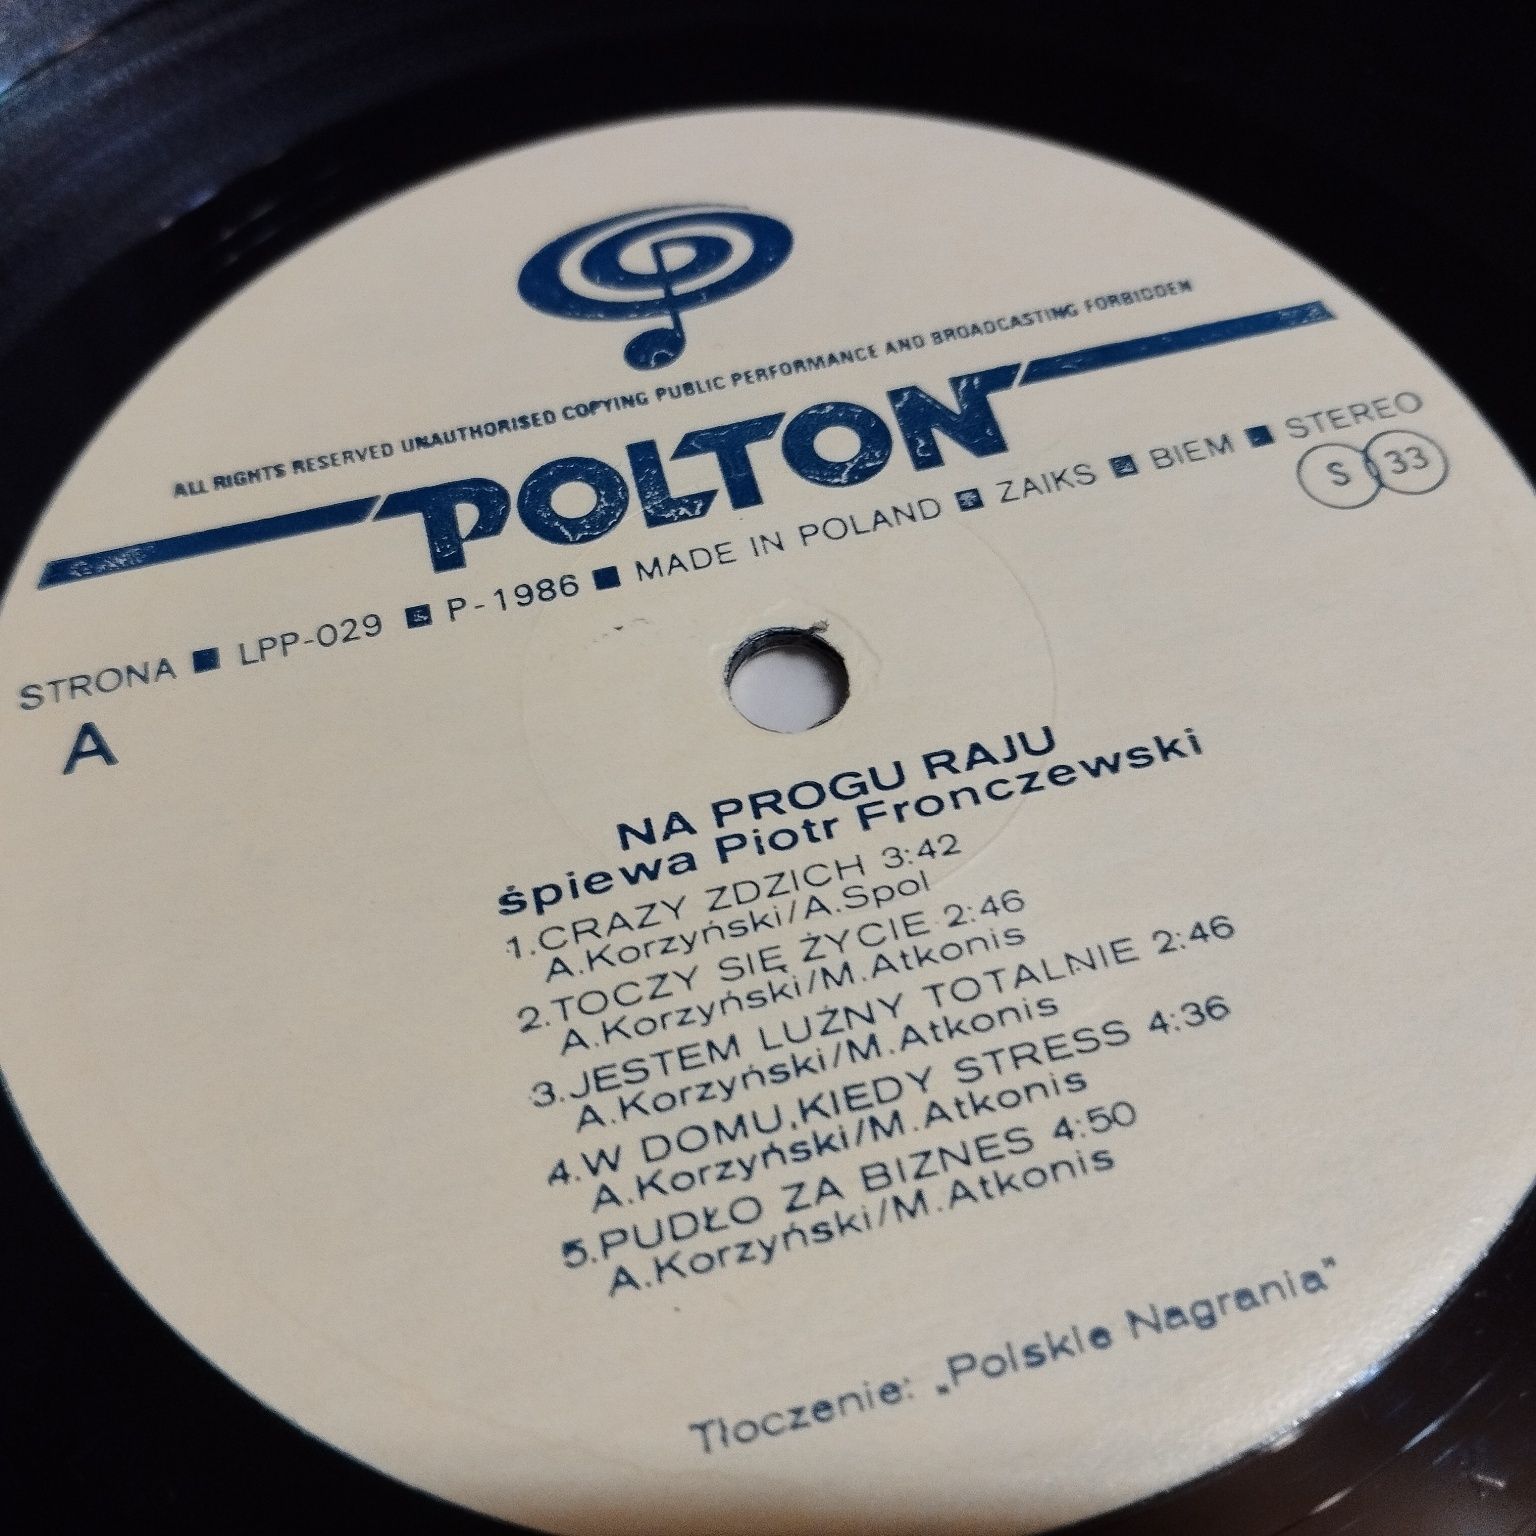 ALL RIGHTS RESERVED UNAUTHORISED COPYING PUBLIC PERFORMANCE AND BROADCASTING FORBIDDEN
POLTON
STRONA ■ LPP-029 ■ P-1986 ■ MADE IN POLAND ■ ZAIKS ■ BIEM ■ STEREO
A
S 33
NA PROGU RAJU
śpiewa Piotr Fronczewski
1.CRAZY ZDZICH 3:42
A.Korzyński/A.Spol
2.TOCZY SIĘ ŻYCIE 2:46
A.Korzyński/M.Atkonis
3.JESTEM LUŹNY TOTALNIE 2:46
A.Korzyński/M.Atkonis
4.W DOMU,KIEDY STRESS 4:36
A.Korzyński/M.Atkonis
5.PUDŁO ZA BIZNES 4:50
A.Korzyński/M.Atkonis
Tłoczenie: „Polskie Nagrania"